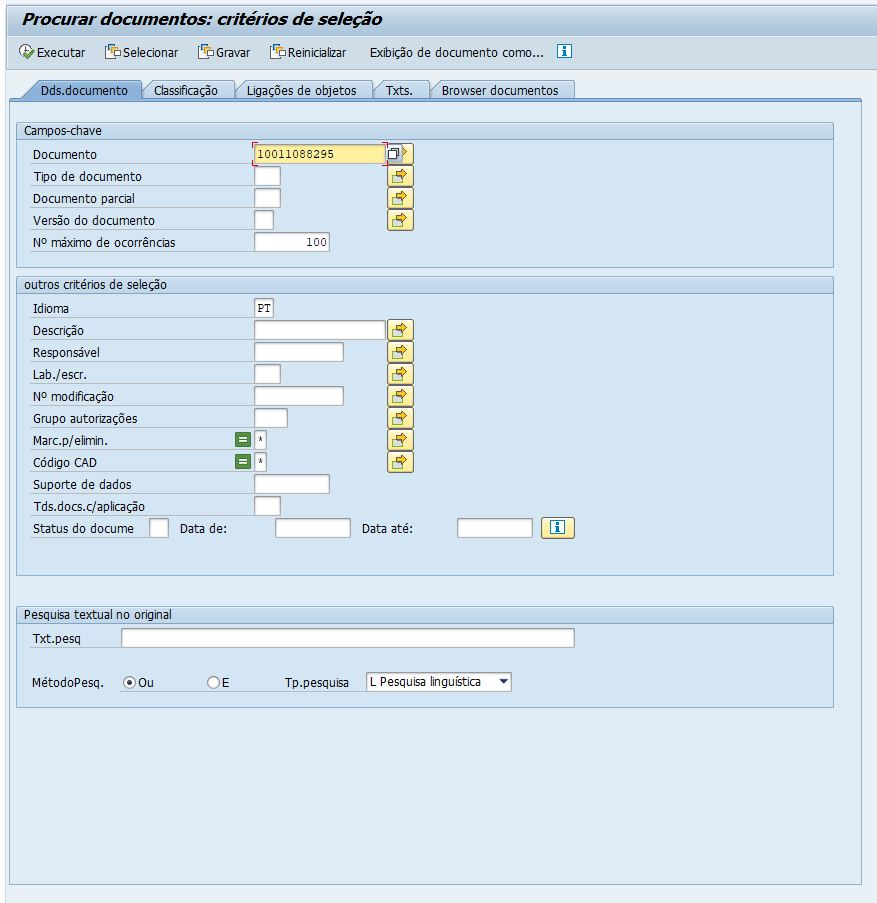 Procurar documentos: critérios de seleção
Executar Selecionar Gravar Reinicializar Exibição de documento como...
Dds.documento Classificação Ligações de objetos Txts. Browser documentos
Campos-chave
Documento 10011088295
Tipo de documento
Documento parcial
Versão do documento
Nº máximo de ocorrências 100
outros critérios de seleção
Idioma PT
Descrição
Responsável
Lab./escr.
Nº modificação
Grupo autorizações
Marc.p/elimin. *
Código CAD *
Suporte de dados
Tds.docs.c/aplicação
Status do docume Data de: Data até:
Pesquisa textual no original
Txt.pesq
MétodoPesq. Ou E Tp.pesquisa L Pesquisa linguística